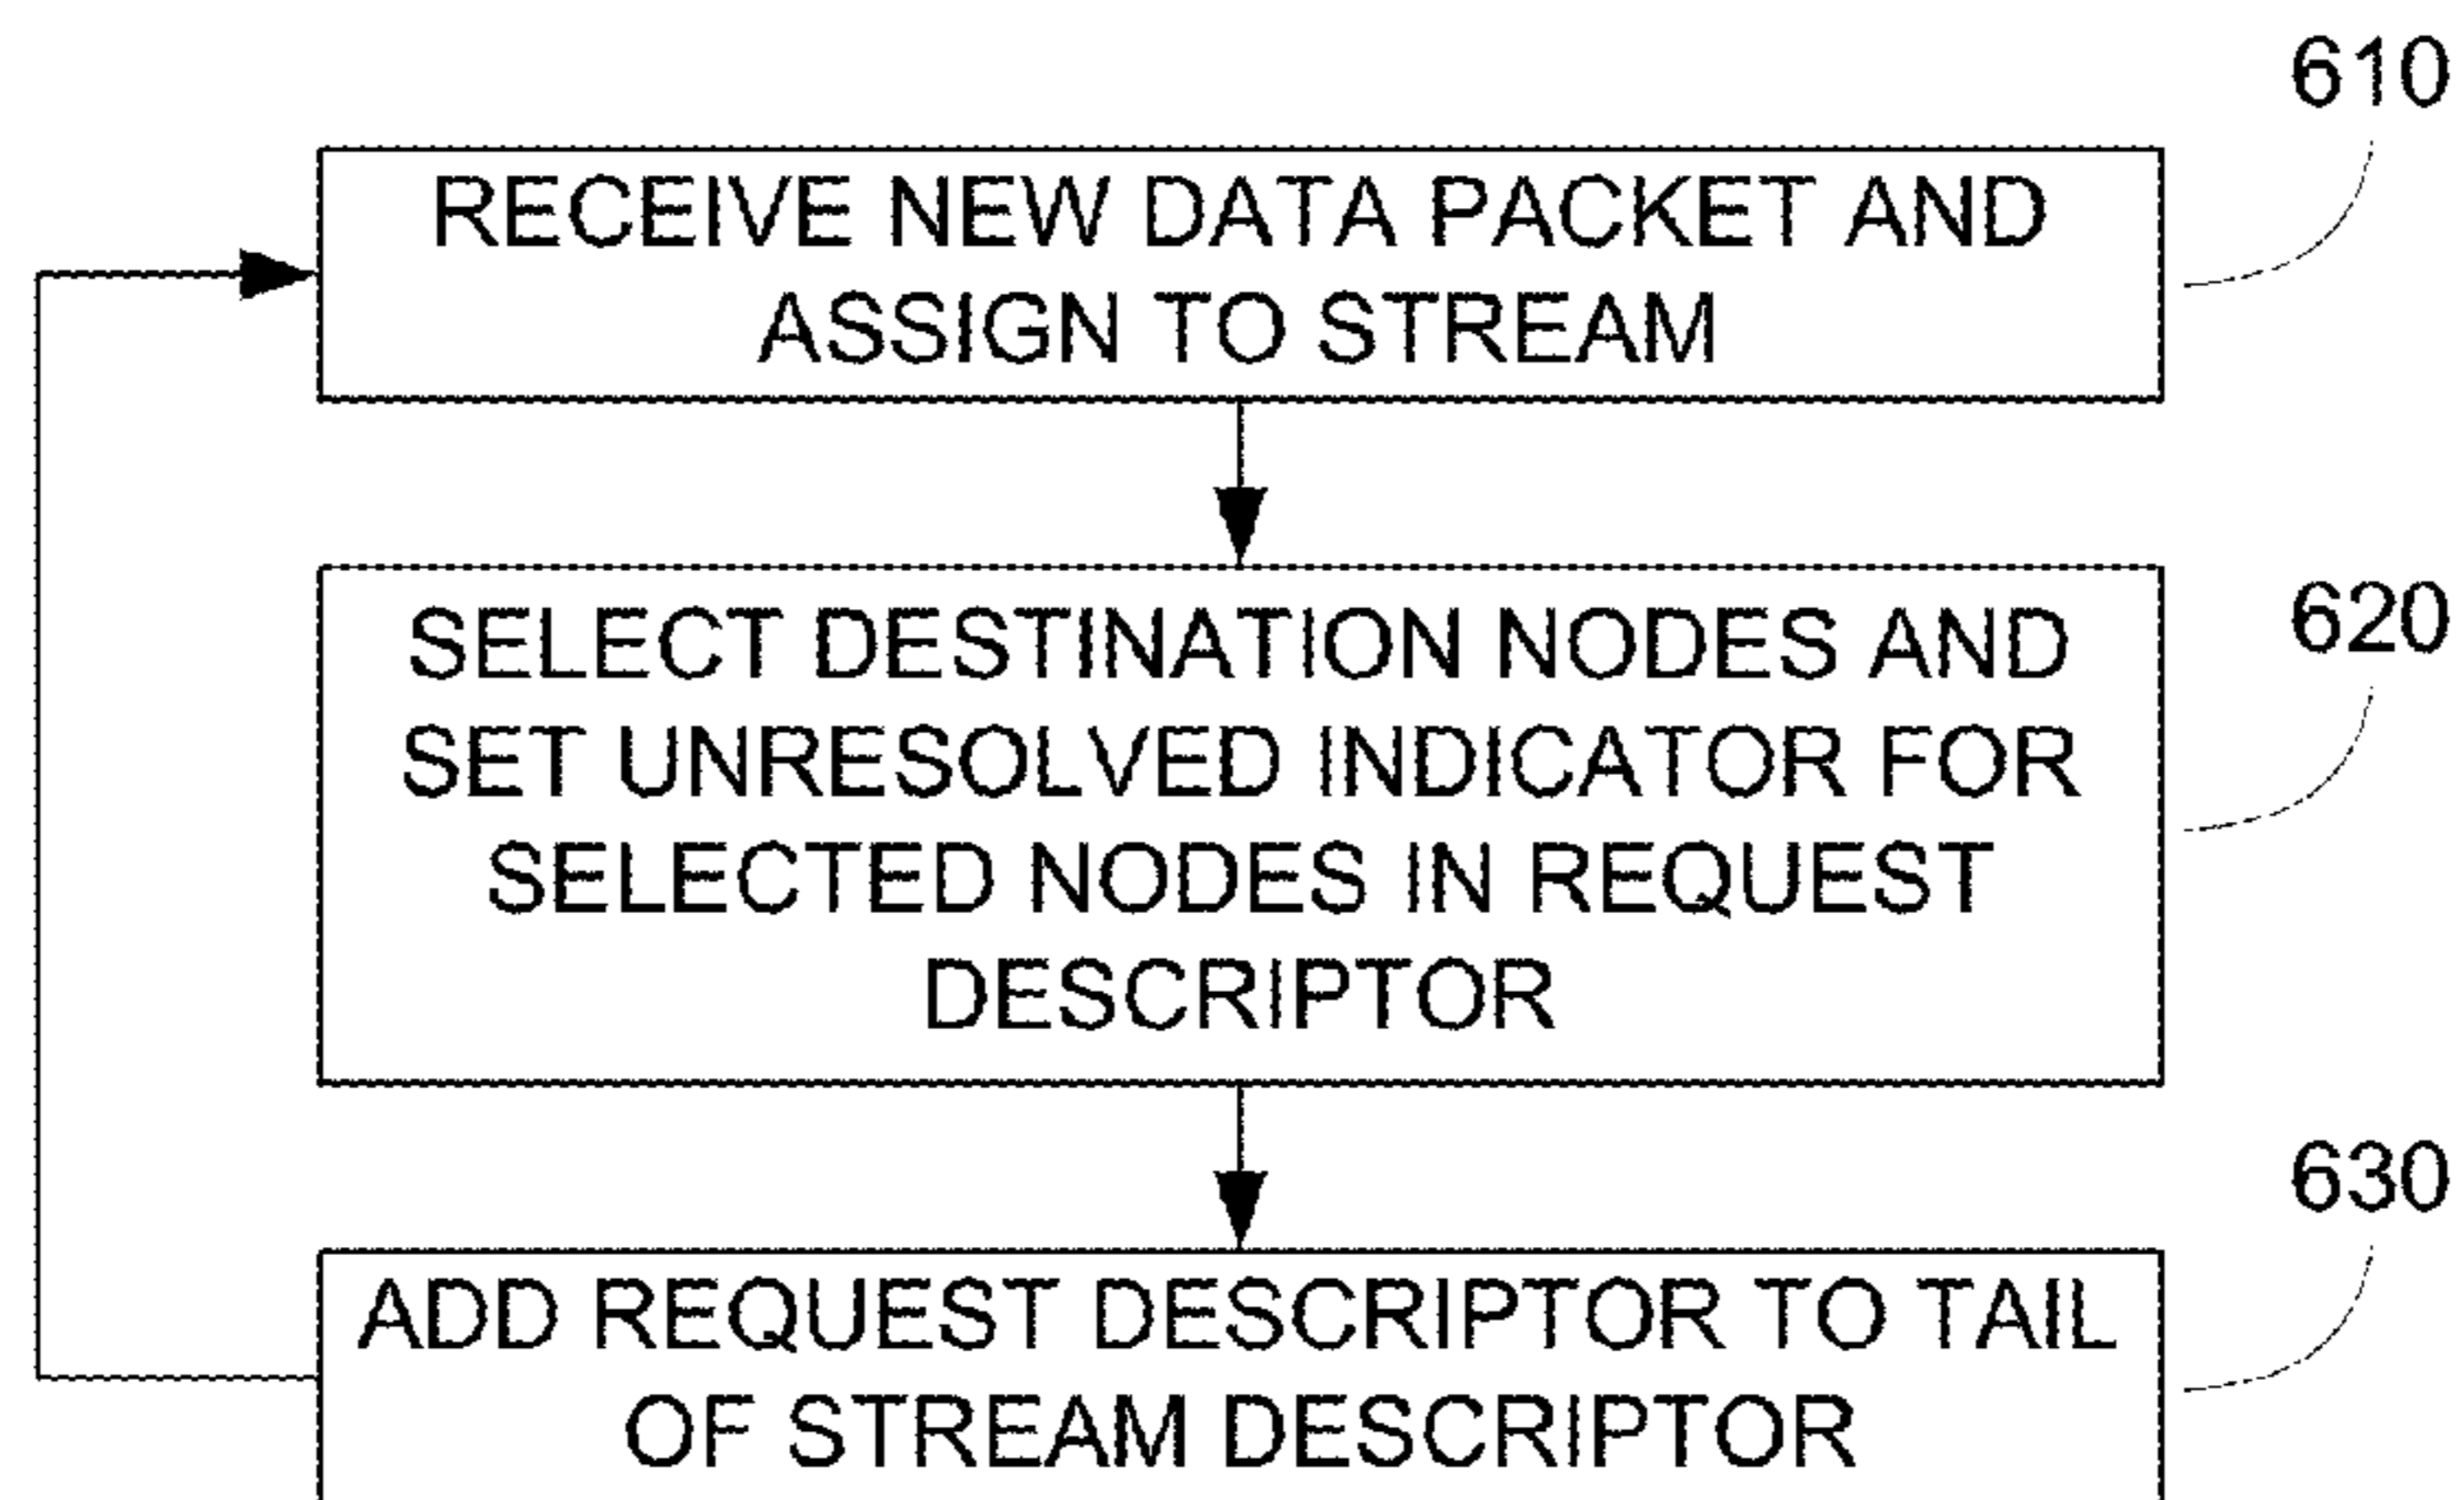 610
RECEIVE NEW DATA PACKET AND
ASSIGN TO STREAM
620
SELECT DESTINATION NODES AND
SET UNRESOLVED INDICATOR FOR
SELECTED NODES IN REQUEST
DESCRIPTOR
630
ADD REQUEST DESCRIPTOR TO TAIL
OF STREAM DESCRIPTOR